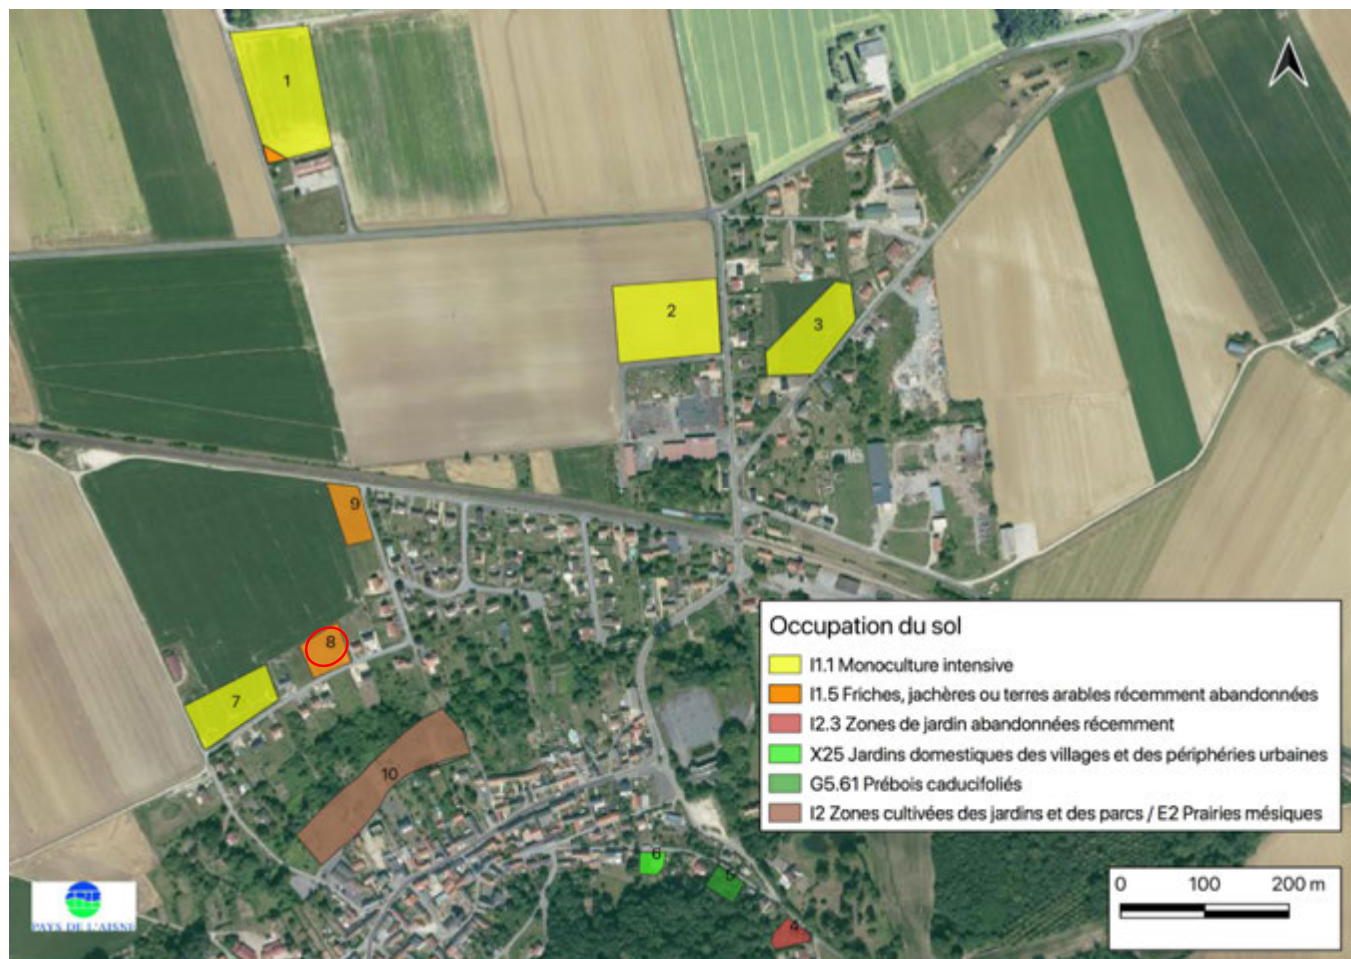 1
2
3
9
8
7
10
6
5
4
Occupation du sol
I1.1 Monoculture intensive
I1.5 Friches, jachères ou terres arables récemment abandonnées
I2.3 Zones de jardin abandonnées récemment
X25 Jardins domestiques des villages et des périphéries urbaines
G5.61 Prébois caducifoliés
I2 Zones cultivées des jardins et des parcs / E2 Prairies mésiques
0 100 200 m
PAYS DE L'AISNE